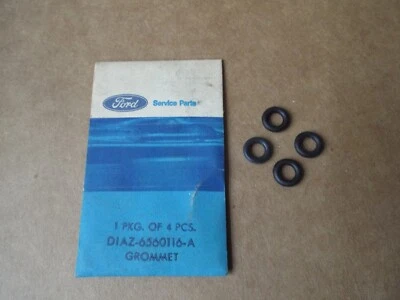 Ford
Service Parts
1 PKG. OF 4 PCS.
D1AZ-6560116-A
GROMMET